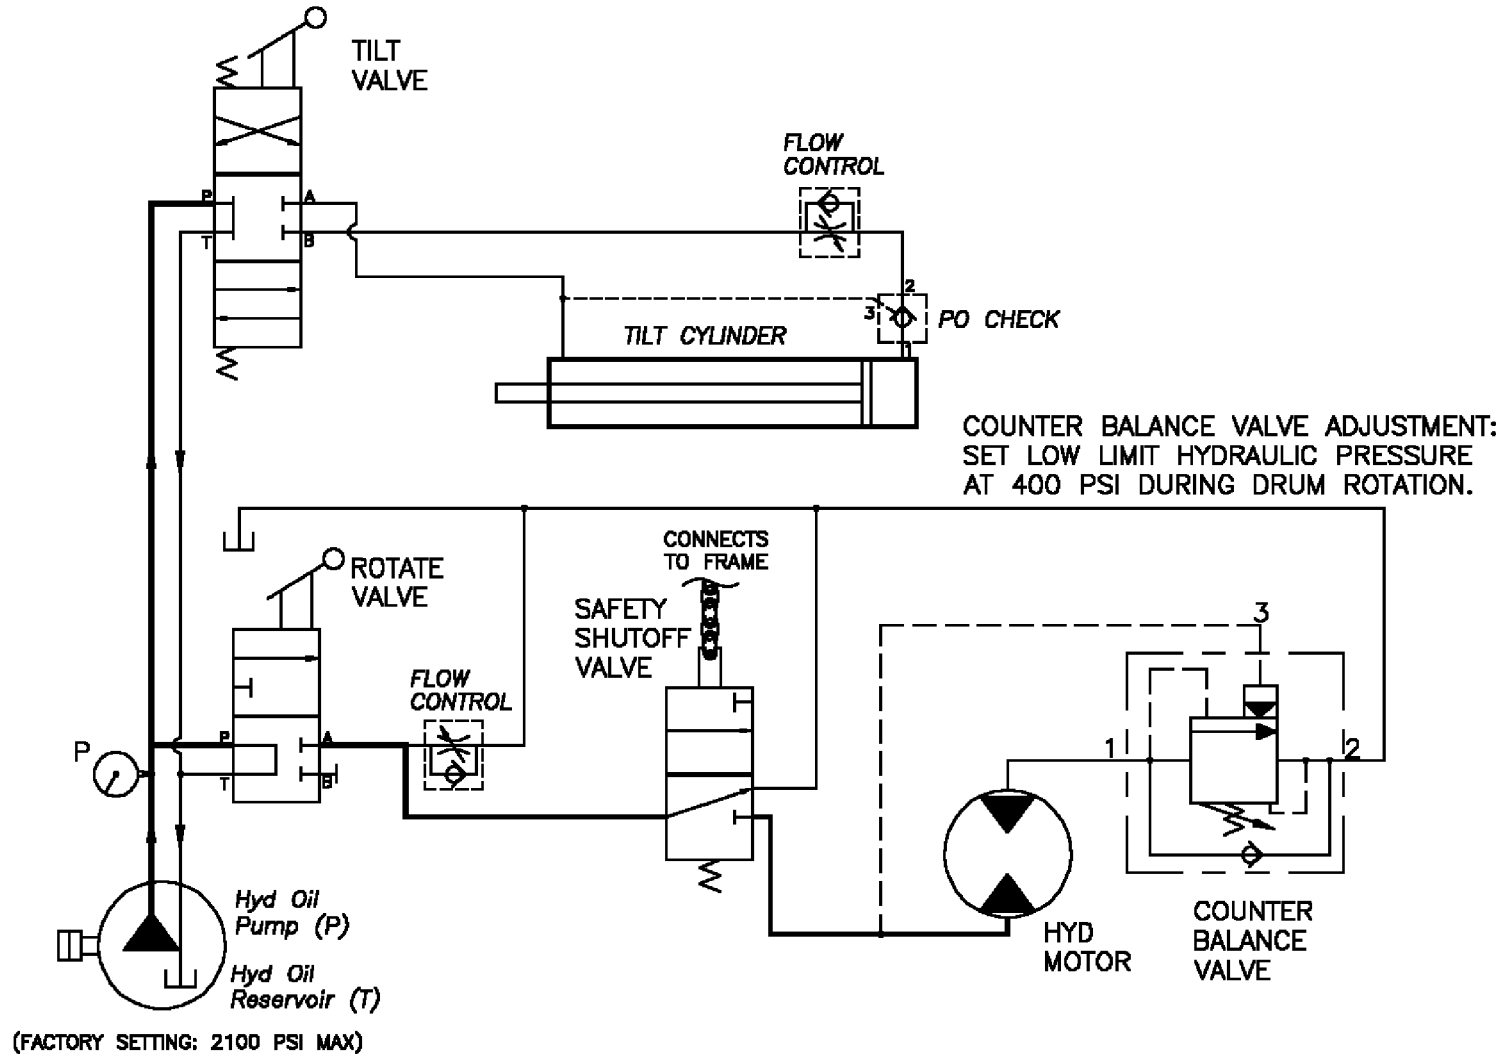 TILT
VALVE
FLOW
CONTROL
P
A
T
B
2
3
PO CHECK
1
TILT CYLINDER
COUNTER BALANCE VALVE ADJUSTMENT:
SET LOW LIMIT HYDRAULIC PRESSURE
AT 400 PSI DURING DRUM ROTATION.
CONNECTS
TO FRAME
ROTATE
VALVE
SAFETY
SHUTOFF
VALVE
3
FLOW
CONTROL
P
P
A
T
B
1
2
Hyd Oil
Pump (P)
HYD
MOTOR
COUNTER
BALANCE
VALVE
Hyd Oil
Reservoir (T)
(FACTORY SETTING: 2100 PSI MAX)